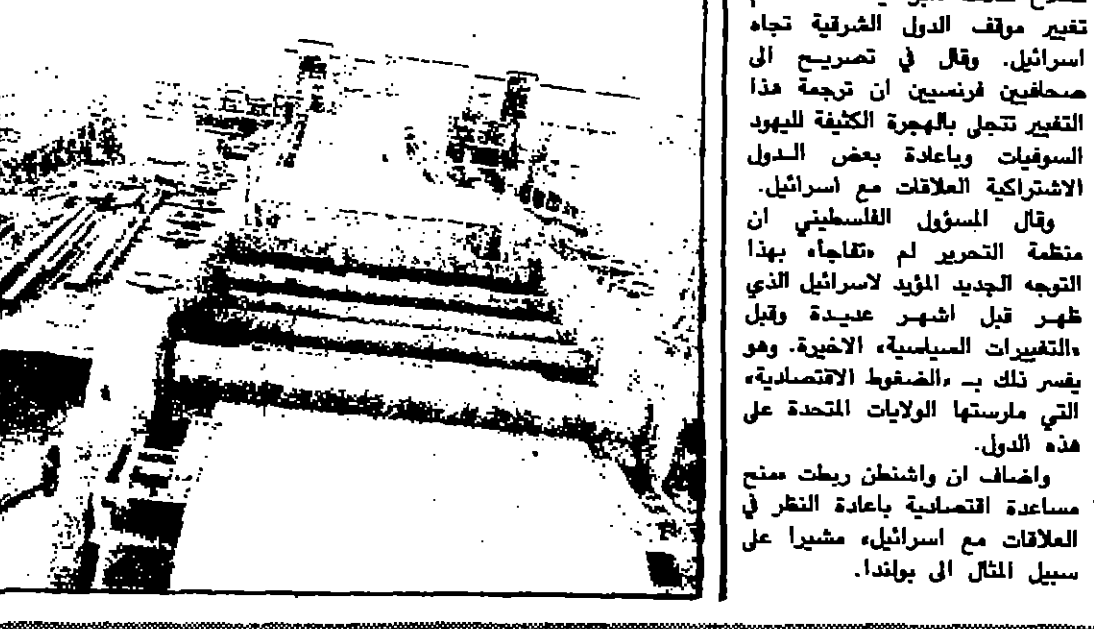 تغيير موقف الدول الشرقية تجاه
اسرائيل. وقال في تصريح الى
صحافيين فرنسيين ان ترجمة هذا
التغيير تتجلى بالهجرة الكثيفة لليهود
السوفيات وباعادة بعض الدول
الاشتراكية العلاقات مع اسرائيل.
وقال المسؤول الفلسطيني ان
منظمة التحرير لم «تفاجأ» بهذا
التوجه الجديد المؤيد لاسرائيل الذي
ظهر قبل اشهر عديدة وقبل
«التغييرات السياسية» الاخيرة. وهو
يفسر ذلك بـ «الضغوط الاقتصادية»
التي مارستها الولايات المتحدة على
هذه الدول.
واضاف ان واشنطن ربطت «منح
مساعدة اقتصادية باعادة النظر في
العلاقات مع اسرائيل» مشيرا على
سبيل المثال الى بولندا.